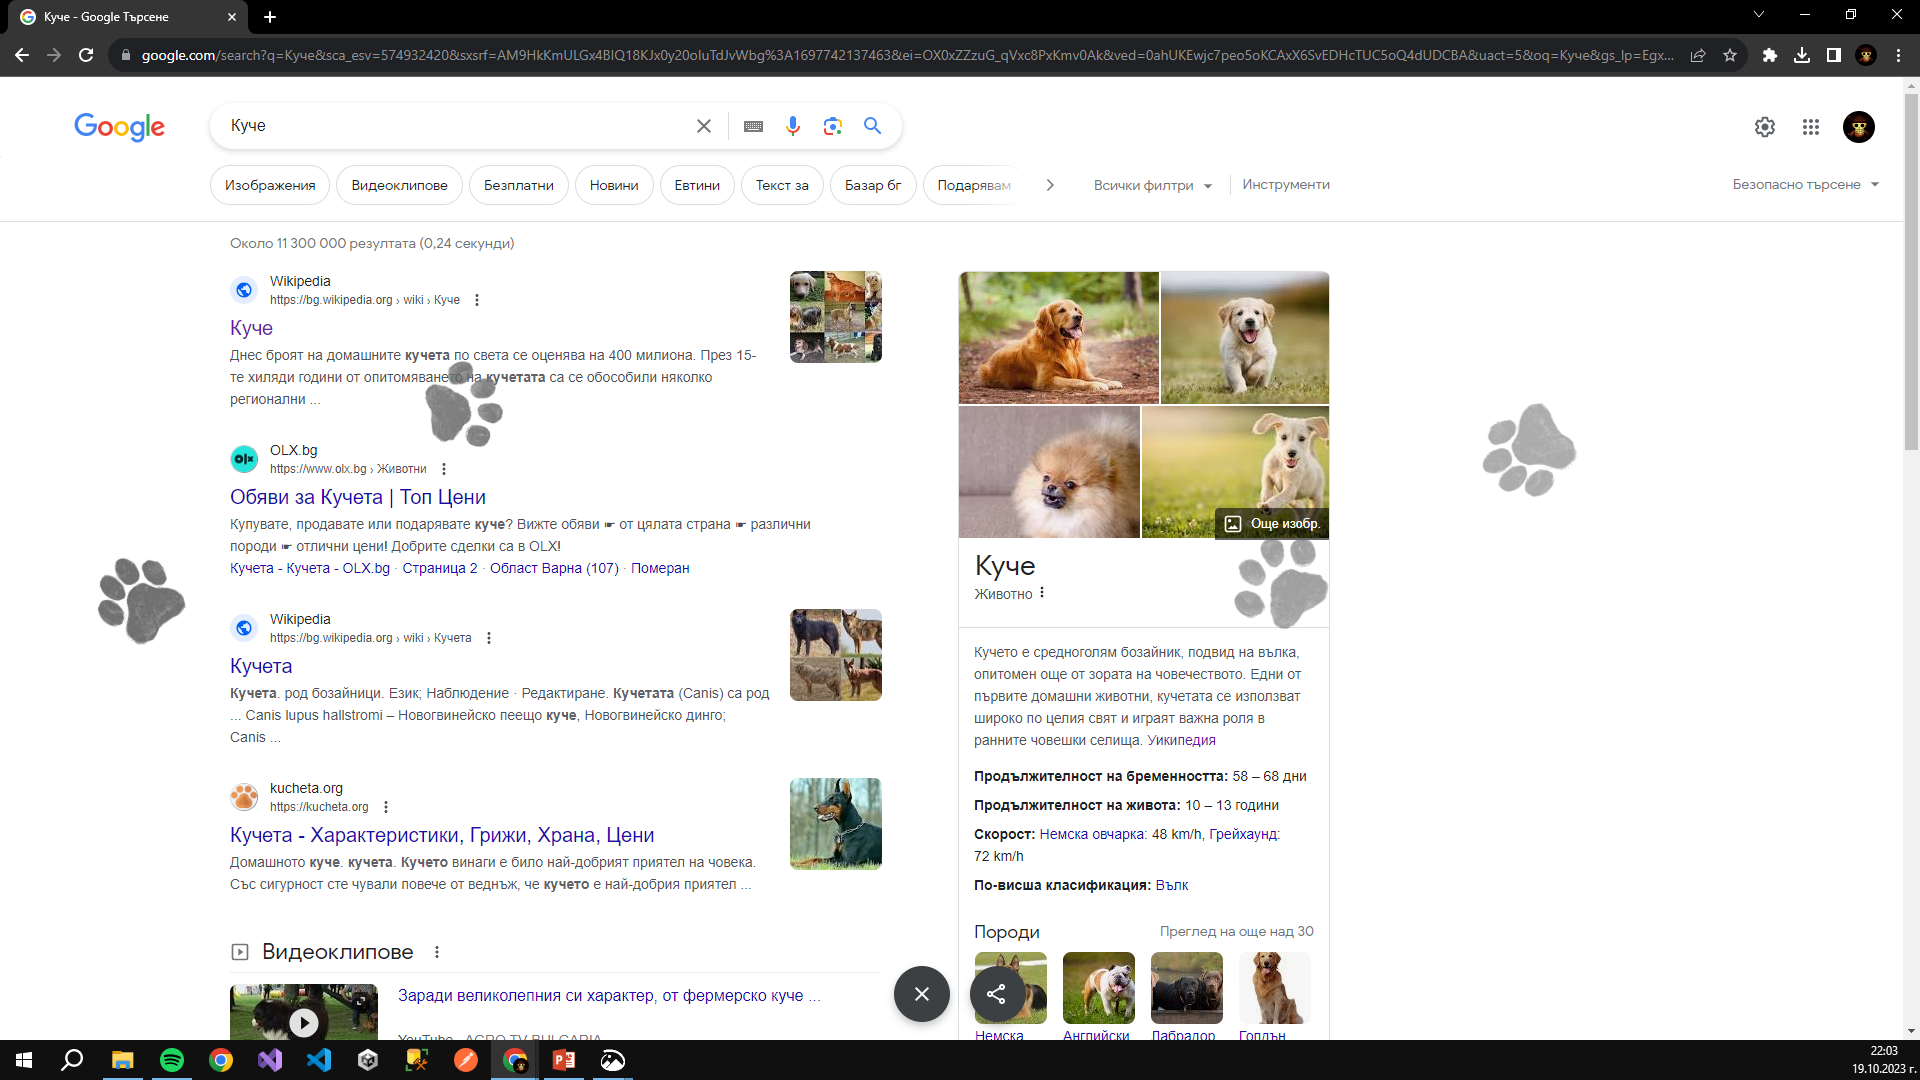 Куче - Google Търсене
google.com/search?q=Куче&sca_esv=574932420&sxsrf=AM9HkKmULGx4BIQ18KJx0y20oIuTdJvWbg%3A1697742137463&ei=OX0xZZzuG_qVxc8PxKmv0Ak&ved=0ahUKEwjc7peo5oKCAxX6SvEDHcTUC5oQ4dUDCBA&uact=5&oq=Куче&gs_lp=Egx...
Google
Куче
Изображения
Видеоклипове
Безплатни
Новини
Евтини
Текст за
Базар бг
Подарявам
Всички филтри
Инструменти
Безопасно търсене
Около 11 300 000 резултата (0,24 секунди)
Wikipedia
https://bg.wikipedia.org › wiki › Куче
Куче
Днес броят на домашните кучета по света се оценява на 400 милиона. През 15-
те хиляди години от опитомяването на кучетата са се обособили няколко
регионални ...
OLX.bg
https://www.olx.bg › Животни
Обяви за Кучета | Топ Цени
Купувате, продавате или подарявате куче? Вижте обяви ☛ от цялата страна ☛ различни
породи ☛ отлични цени! Добрите сделки са в OLX!
Кучета - Кучета - OLX.bg · Страница 2 · Област Варна (107) · Померан
Wikipedia
https://bg.wikipedia.org › wiki › Кучета
Кучета
Кучета. род бозайници. Език; Наблюдение · Редактиране. Кучетата (Canis) са род
... Canis lupus hallstromi – Новогвинейско пеещо куче, Новогвинейско динго;
Canis ...
kucheta.org
https://kucheta.org
Кучета - Характеристики, Грижи, Храна, Цени
Домашното куче. кучета. Кучето винаги е било най-добрият приятел на човека.
Със сигурност сте чували повече от веднъж, че кучето е най-добрия приятел ...
Видеоклипове
Заради великолепния си характер, от фермерско куче ...
YouTube · AGRO TV BULGARIA
Още изобр.
Куче
Животно
Кучето е средноголям бозайник, подвид на вълка,
опитомен още от зората на човечеството. Едни от
първите домашни животни, кучетата се използват
широко по целия свят и играят важна роля в
ранните човешки селища. Уикипедия
Продължителност на бременността: 58 – 68 дни
Продължителност на живота: 10 – 13 години
Скорост: Немска овчарка: 48 km/h, Грейхаунд:
72 km/h
По-висша класификация: Вълк
Породи
Преглед на още над 30
Немска
Английски
Лабрадор
Голдън
22:03
19.10.2023 г.